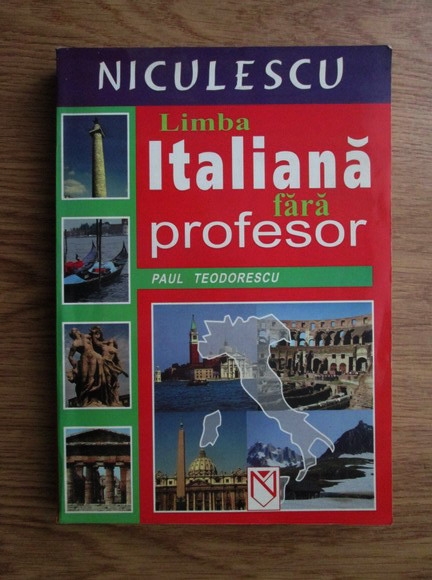 NICULESCU
Limba
Italiană
fără
profesor
PAUL TEODORESCU
N